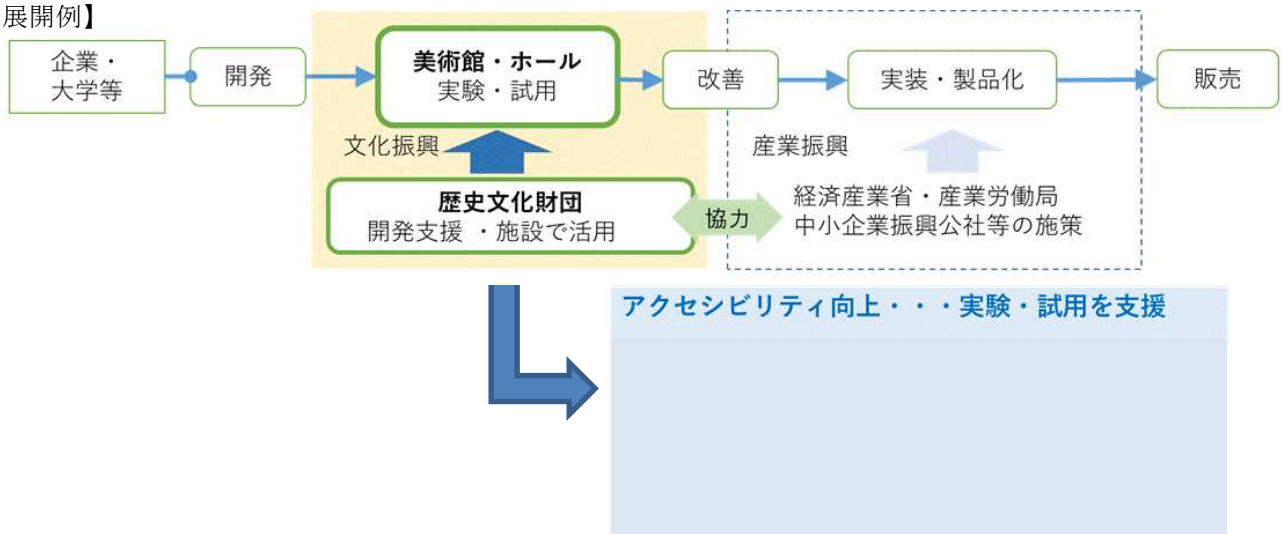 展開例】
企業・
大学等
開発
美術館・ホール
実験・試用
改善
実装・製品化
販売
文化振興
産業振興
歴史文化財団
開発支援 ・施設で活用
協力
経済産業省・産業労働局
中小企業振興公社等の施策
アクセシビリティ向上・・・実験・試用を支援